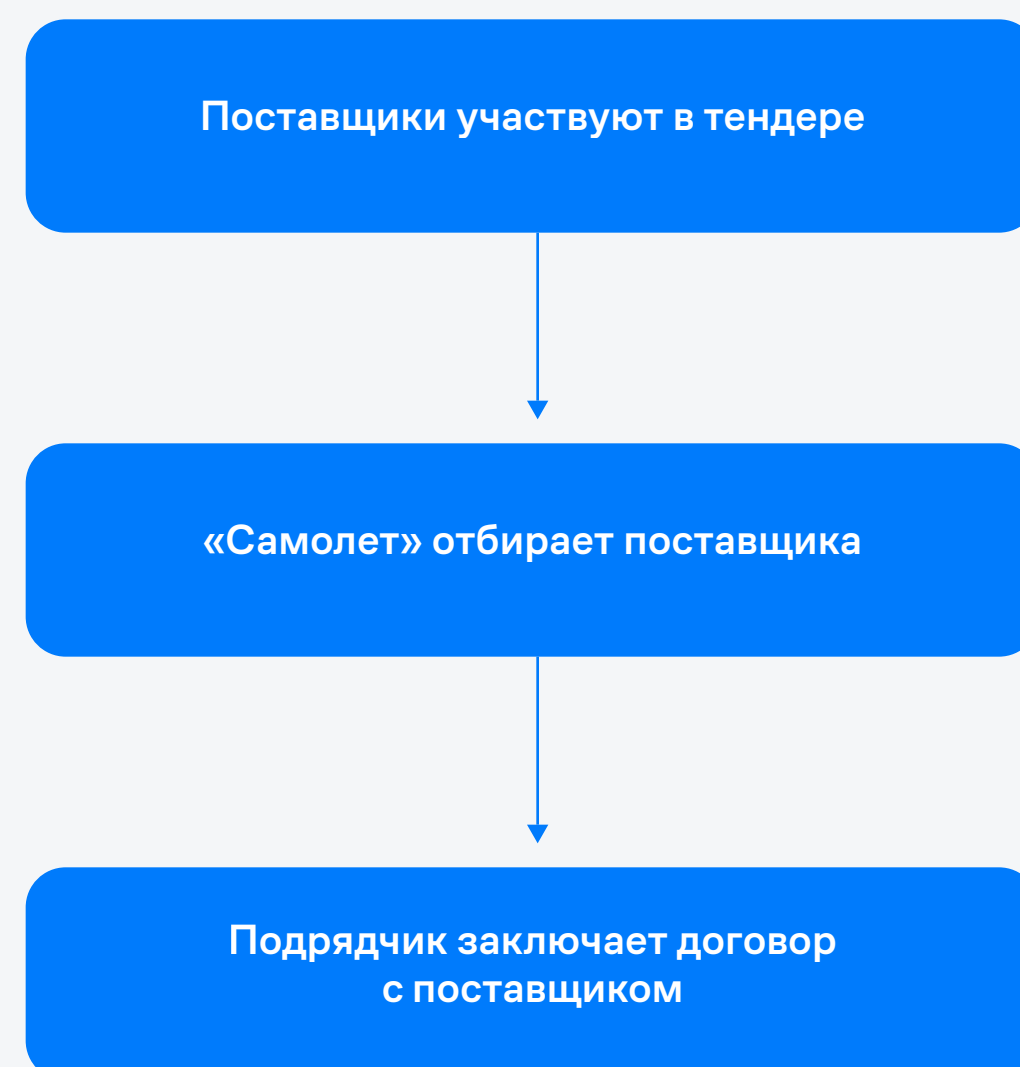 Поставщики участвуют в тендере
«Самолет» отбирает поставщика
Подрядчик заключает договор
с поставщиком